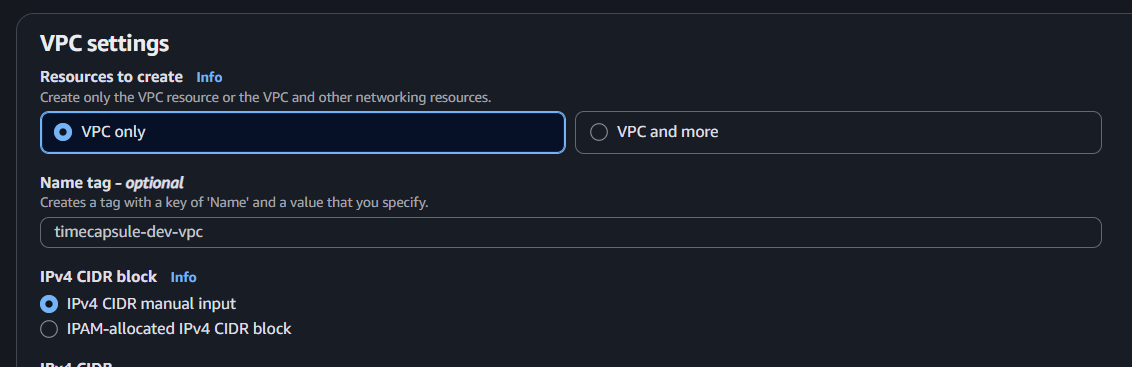 VPC settings
Resources to create Info
Create only the VPC resource or the VPC and other networking resources.
VPC only
VPC and more
Name tag - optional
Creates a tag with a key of 'Name' and a value that you specify.
timecapsule-dev-vpc
IPv4 CIDR block Info
IPv4 CIDR manual input
IPAM-allocated IPv4 CIDR block
IPv4 CIDR